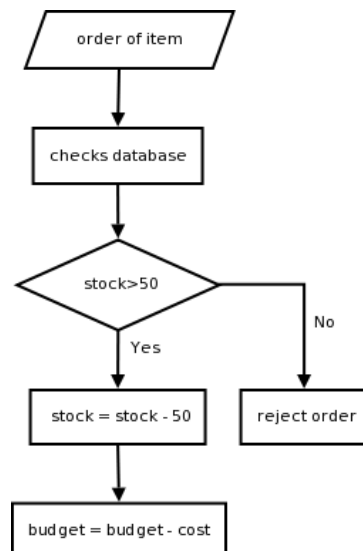 order of item
checks database
stock>50
Yes
No
stock = stock - 50
reject order
budget = budget - cost